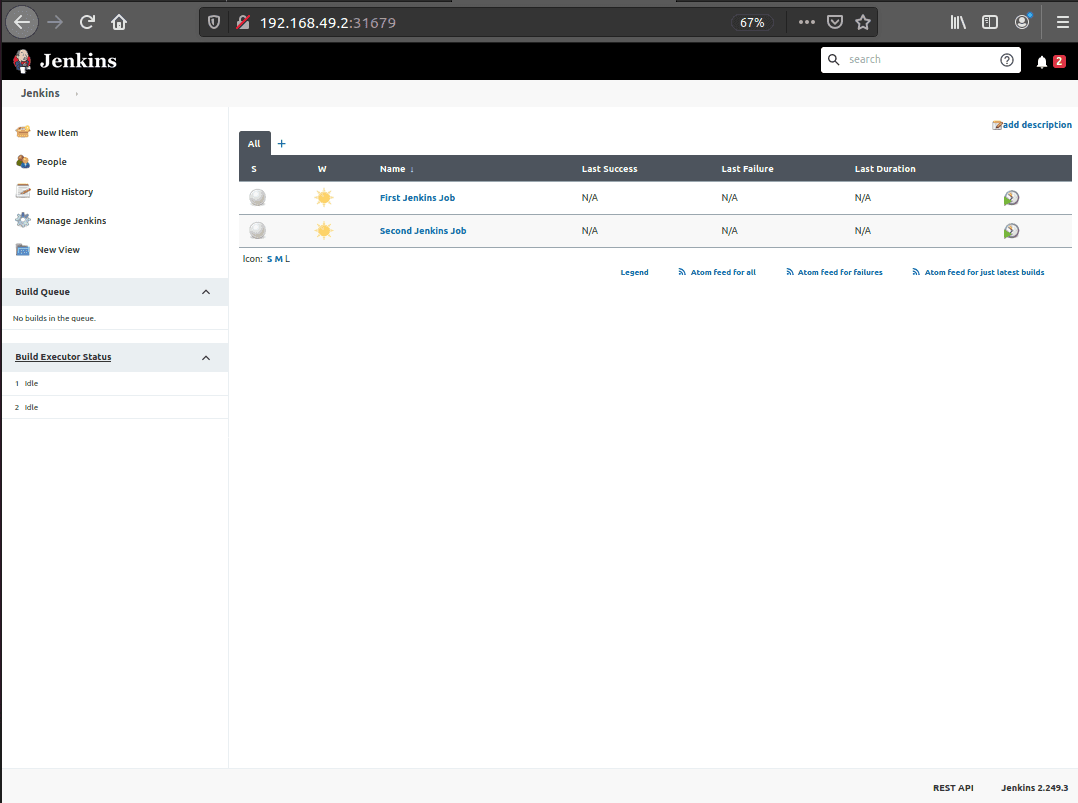 192.168.49.2:31679 67%
Jenkins search 2
Jenkins
add description
New Item
People
Build History
Manage Jenkins
New View
Build Queue
No builds in the queue.
Build Executor Status
1 Idle
2 Idle
All +
S W Name ↓ Last Success Last Failure Last Duration
First Jenkins Job N/A N/A N/A
Second Jenkins Job N/A N/A N/A
Icon: S M L
Legend Atom feed for all Atom feed for failures Atom feed for just latest builds
REST API Jenkins 2.249.3